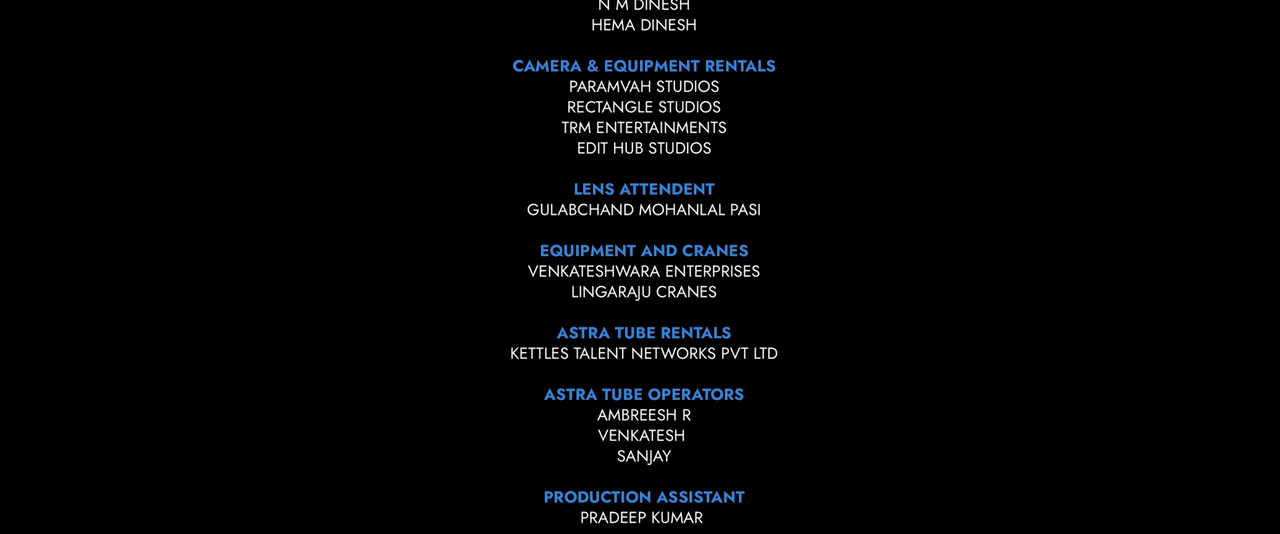 N M DINESH
HEMA DINESH
CAMERA & EQUIPMENT RENTALS
PARAMVAH STUDIOS
RECTANGLE STUDIOS
TRM ENTERTAINMENTS
EDIT HUB STUDIOS
LENS ATTENDENT
GULABCHAND MOHANLAL PASI
EQUIPMENT AND CRANES
VENKATESHWARA ENTERPRISES
LINGARAJU CRANES
ASTRA TUBE RENTALS
KETTLES TALENT NETWORKS PVT LTD
ASTRA TUBE OPERATORS
AMBREESH R
VENKATESH
SANJAY
PRODUCTION ASSISTANT
PRADEEP KUMAR